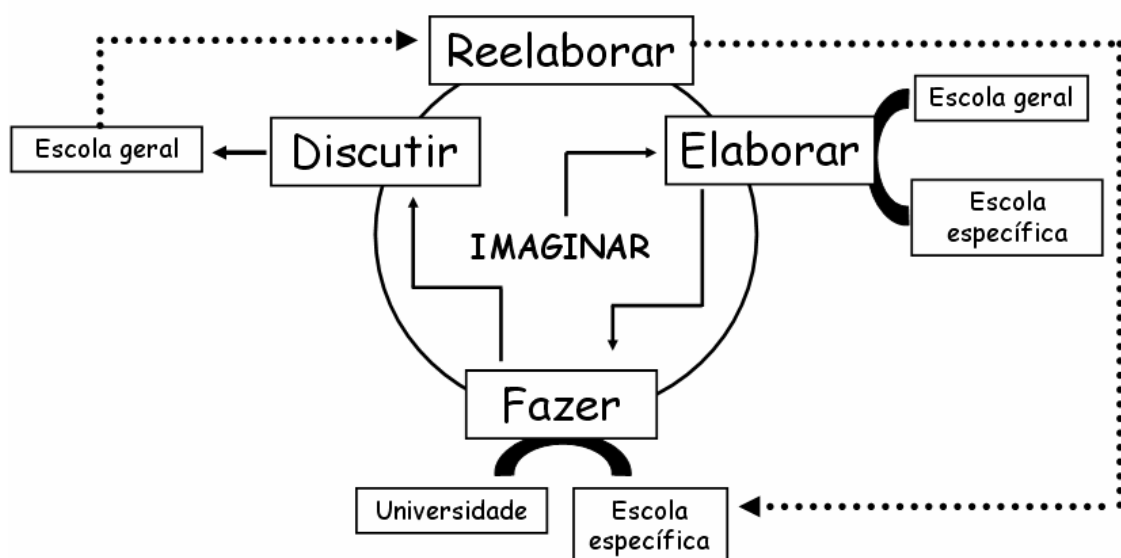 Reelaborar
Escola geral
Escola geral
Discutir
Elaborar
Escola
específica
IMAGINAR
Fazer
Universidade
Escola
específica